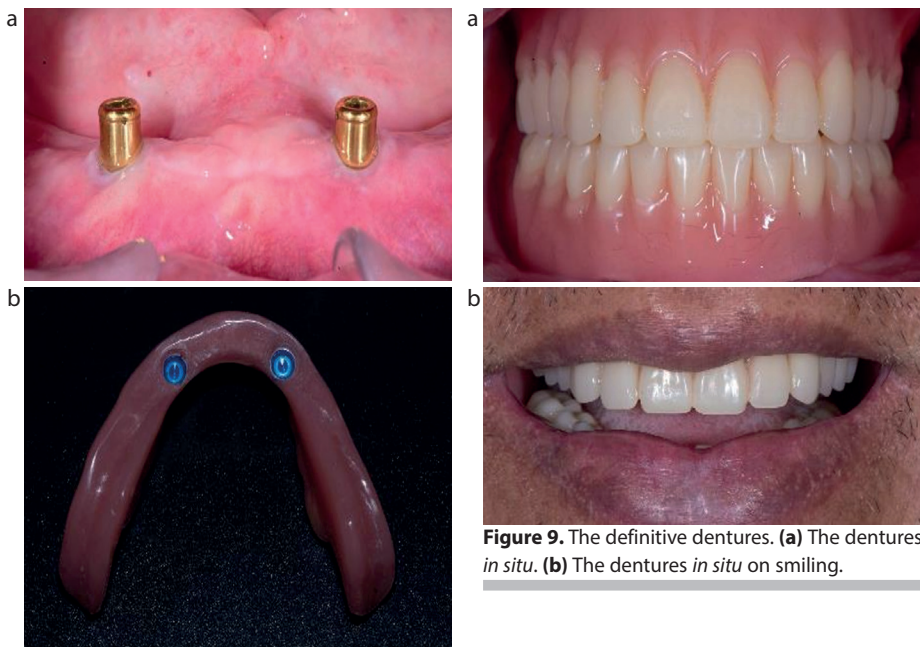 a
b
a
b
Figure 9. The definitive dentures. (a) The dentures
in situ. (b) The dentures in situ on smiling.